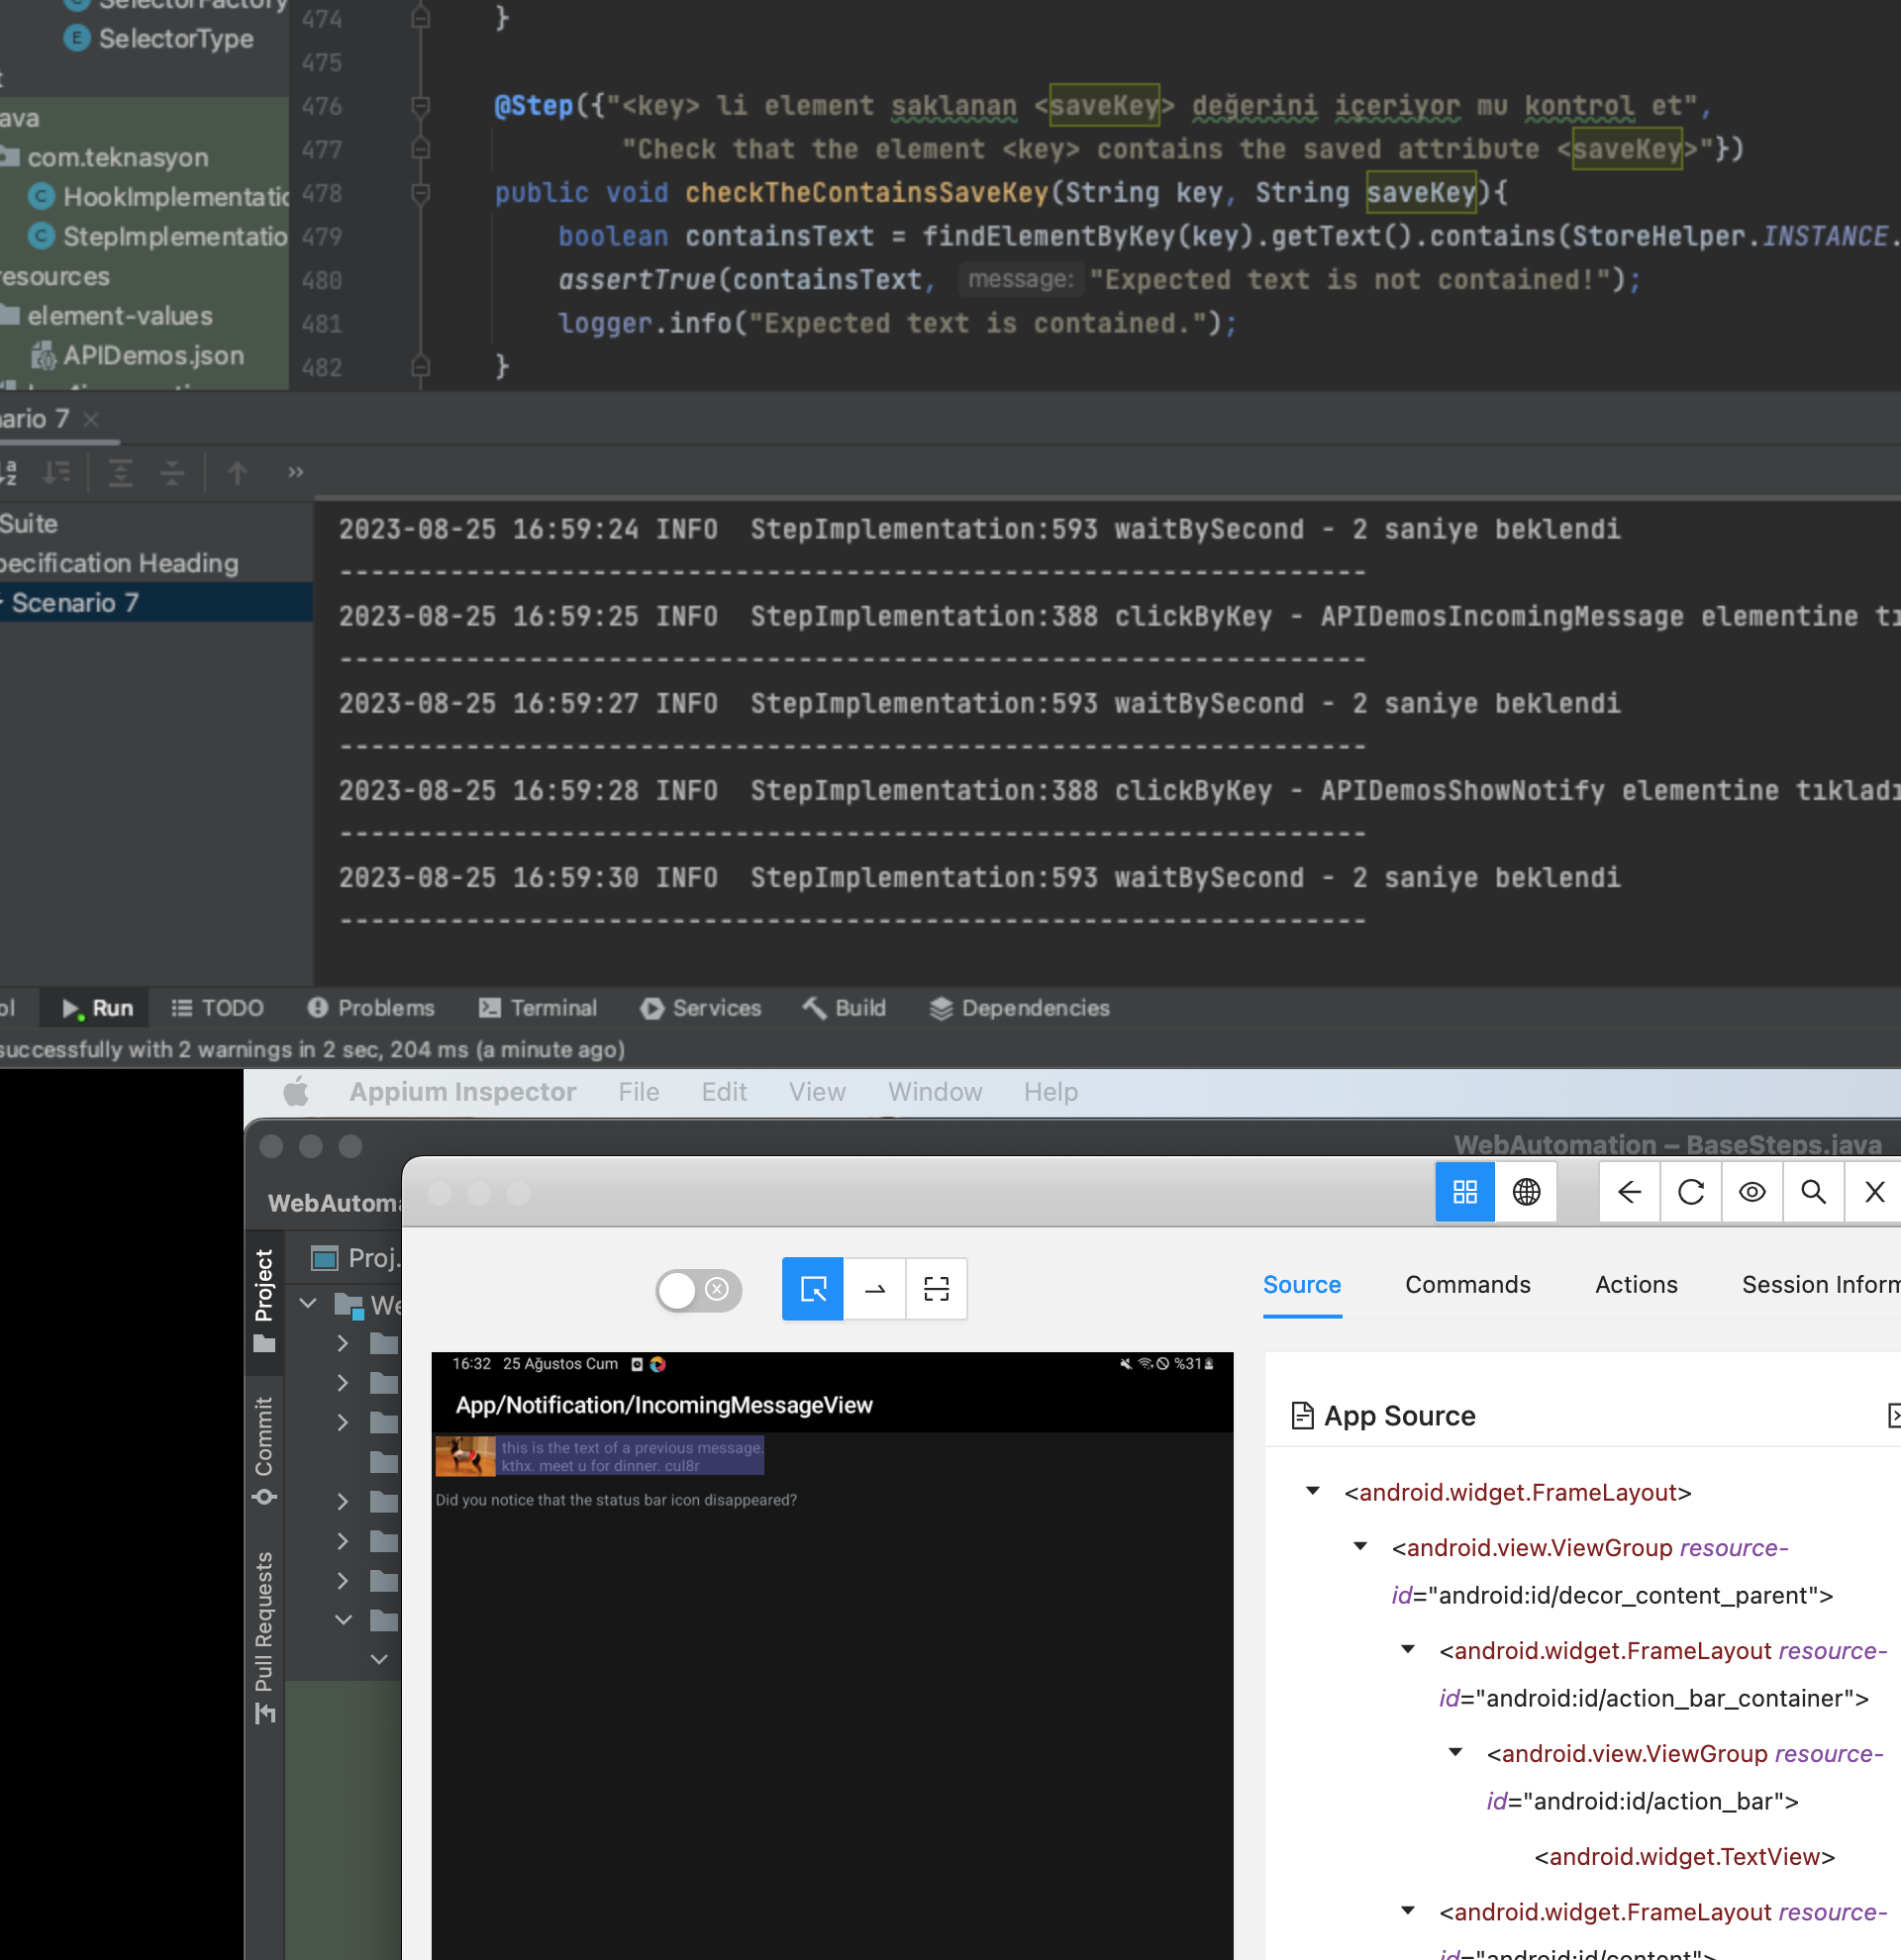 SelectorFactory
SelectorType
474 }
475
476 @Step({"<key> li element saklanan <saveKey> değerini içeriyor mu kontrol et",
477 "Check that the element <key> contains the saved attribute <saveKey>"})
478 public void checkTheContainsSaveKey(String key, String saveKey){
479 boolean containsText = findElementByKey(key).getText().contains(StoreHelper.INSTANCE.
480 assertTrue(containsText, message: "Expected text is not contained!");
481 logger.info("Expected text is contained.");
482 }
t
ava
com.teknasyon
HookImplementatio
StepImplementatio
resources
element-values
APIDemos.json
nario 7
Suite
pecification Heading
Scenario 7
2023-08-25 16:59:24 INFO StepImplementation:593 waitBySecond - 2 saniye beklendi
-----------------------------------------------------------------
2023-08-25 16:59:25 INFO StepImplementation:388 clickByKey - APIDemosIncomingMessage elementine tı
-----------------------------------------------------------------
2023-08-25 16:59:27 INFO StepImplementation:593 waitBySecond - 2 saniye beklendi
-----------------------------------------------------------------
2023-08-25 16:59:28 INFO StepImplementation:388 clickByKey - APIDemosShowNotify elementine tıkladı
-----------------------------------------------------------------
2023-08-25 16:59:30 INFO StepImplementation:593 waitBySecond - 2 saniye beklendi
-----------------------------------------------------------------
ol Run TODO Problems Terminal Services Build Dependencies
successfully with 2 warnings in 2 sec, 204 ms (a minute ago)
Appium Inspector File Edit View Window Help
WebAutomation – BaseSteps.java
WebAutoma
Project
Commit
Pull Requests
Proj.
We
Source Commands Actions Session Inform
16:32 25 Ağustos Cum %31
App/Notification/IncomingMessageView
this is the text of a previous message.
kthx. meet u for dinner. cul8r
Did you notice that the status bar icon disappeared?
App Source
<android.widget.FrameLayout>
<android.view.ViewGroup resource-
id="android:id/decor_content_parent">
<android.widget.FrameLayout resource-
id="android:id/action_bar_container">
<android.view.ViewGroup resource-
id="android:id/action_bar">
<android.widget.TextView>
<android.widget.FrameLayout resource-
id="android:id/content">